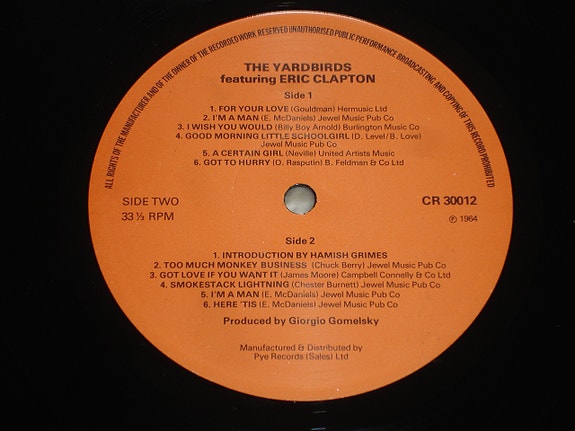 ALL RIGHTS OF THE MANUFACTURER AND OF THE OWNER OF THE RECORDED WORK RESERVED UNAUTHORISED PUBLIC PERFORMANCE BROADCASTING AND COPYING OF THIS RECORD PROHIBITED
THE YARDBIRDS
featuring ERIC CLAPTON
Side 1
1. FOR YOUR LOVE (Gouldman) Hermusic Ltd
2. I'M A MAN (E. McDaniels) Jewel Music Pub Co
3. I WISH YOU WOULD (Billy Boy Arnold) Burlington Music Co
4. GOOD MORNING LITTLE SCHOOLGIRL (D. Level/B. Love)
Jewel Music Pub Co
5. A CERTAIN GIRL (Neville) United Artists Music
6. GOT TO HURRY (O. Rasputin) B. Feldman & Co Ltd
SIDE TWO
33⅓ RPM
CR 30012
℗ 1964
Side 2
1. INTRODUCTION BY HAMISH GRIMES
2. TOO MUCH MONKEY BUSINESS (Chuck Berry) Jewel Music Pub Co
3. GOT LOVE IF YOU WANT IT (James Moore) Campbell Connelly & Co Ltd
4. SMOKESTACK LIGHTNING (Chester Burnett) Jewel Music Pub Co
5. I'M A MAN (E. McDaniels) Jewel Music Pub Co
6. HERE 'TIS (E. McDaniels) Jewel Music Pub Co
Produced by Giorgio Gomelsky
Manufactured & Distributed by
Pye Records (Sales) Ltd